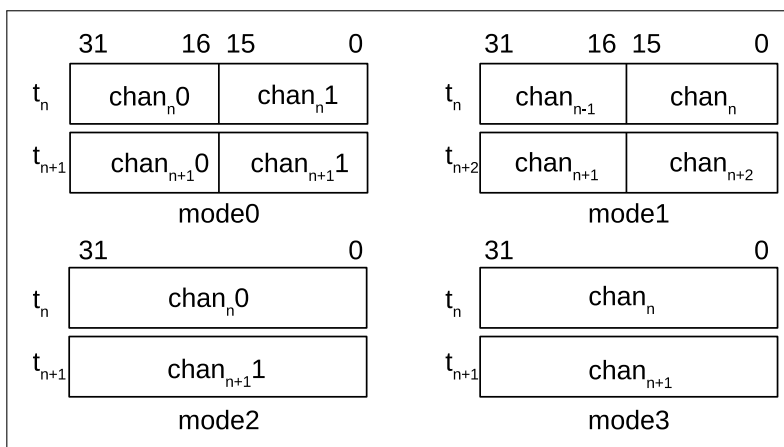 31 16 15 0 31 16 15 0
tₙ chanₙ0 chanₙ1 tₙ chanₙ₋₁ chanₙ
tₙ₊₁ chanₙ₊₁0 chanₙ₊₁1 tₙ₊₂ chanₙ₊₁ chanₙ₊₂
mode0 mode1
31 0 31 0
tₙ chanₙ0 tₙ chanₙ
tₙ₊₁ chanₙ₊₁1 tₙ₊₁ chanₙ₊₁
mode2 mode3